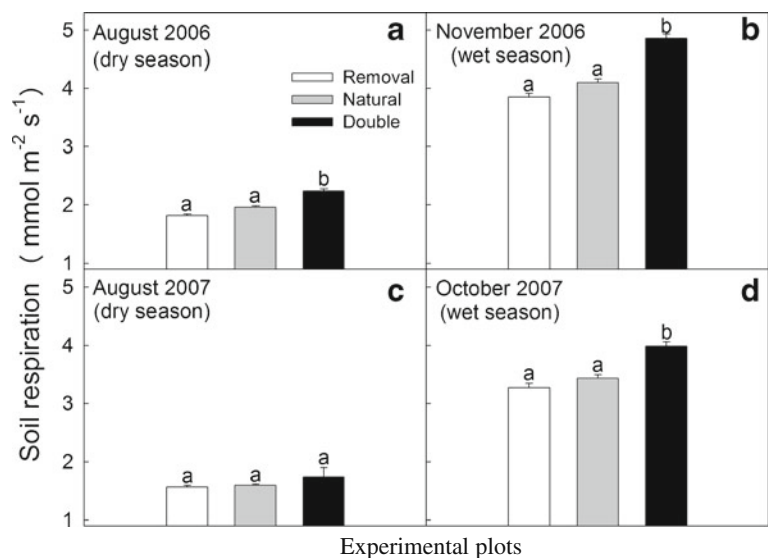 Soil respiration ( mmol m⁻² s⁻¹)
August 2006
(dry season)
a
Removal
Natural
Double
5
4
3
2
1
a
a
b
November 2006
(wet season)
b
a
a
b
August 2007
(dry season)
c
5
4
3
2
1
a
a
a
October 2007
(wet season)
d
a
a
b
Experimental plots